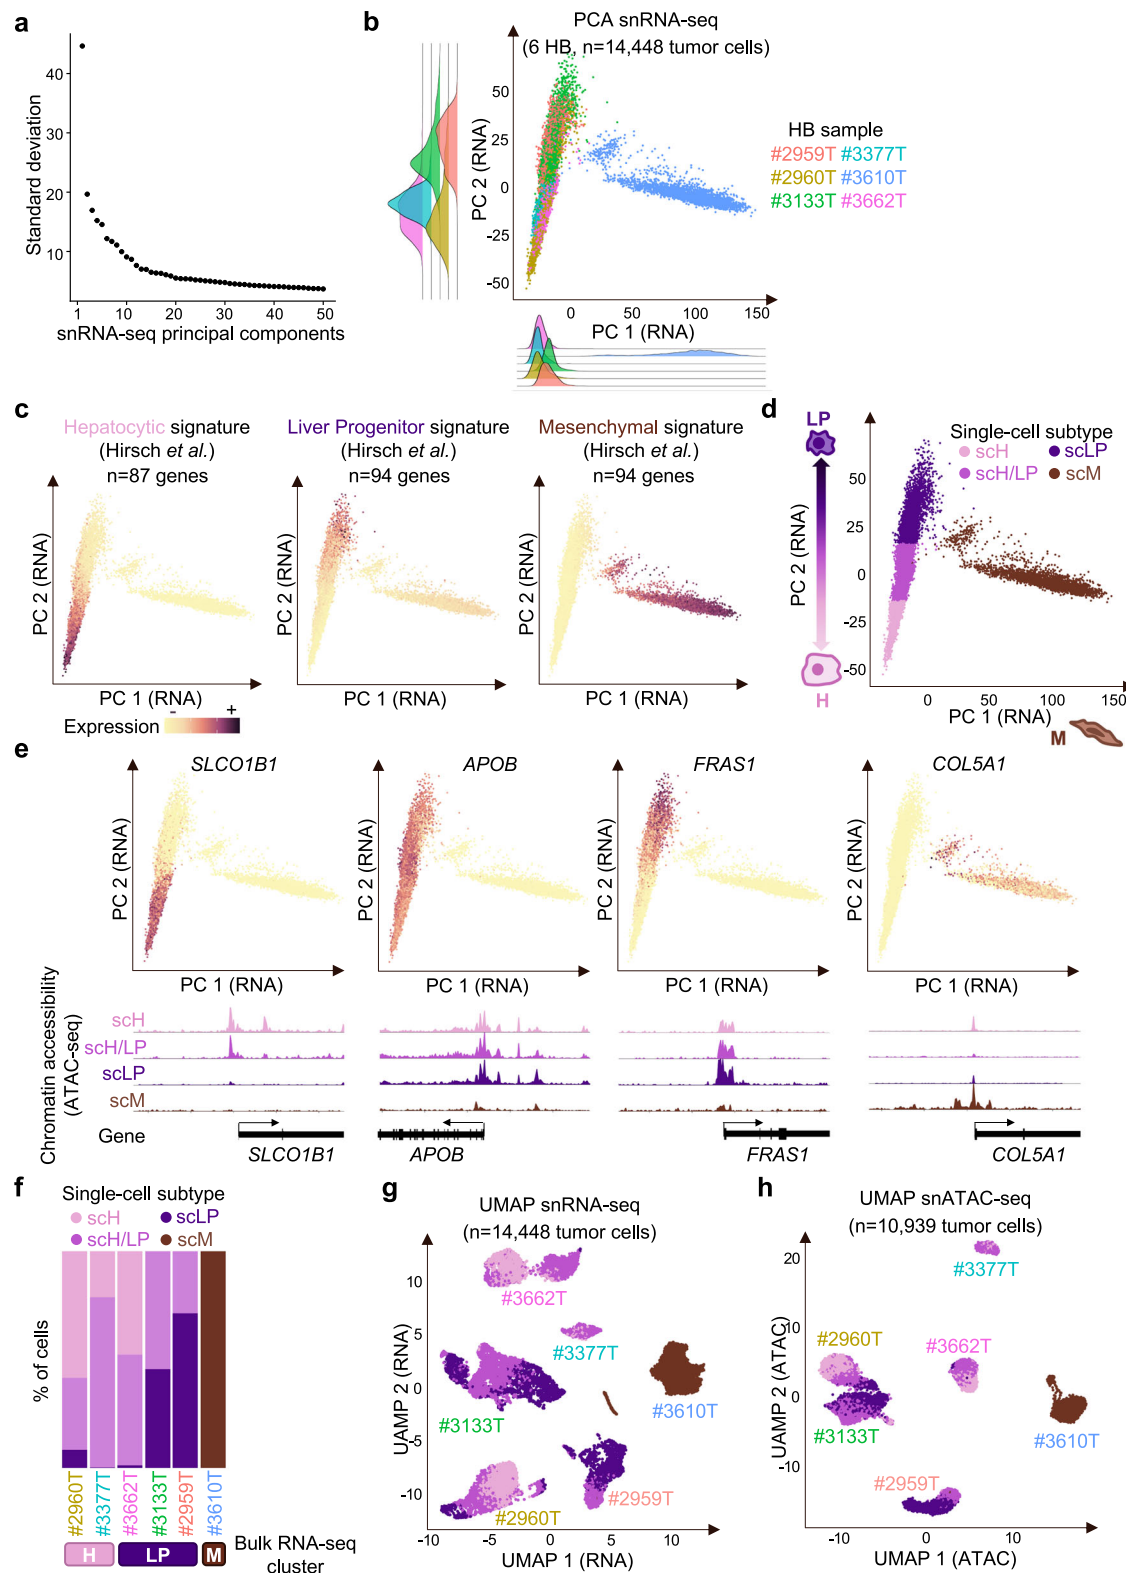 a
Standard deviation
40
30
20
10
1
10
20
30
40
50
snRNA-seq principal components
b
PCA snRNA-seq
(6 HB, n=14,448 tumor cells)
PC 2 (RNA)
50
25
0
-25
-50
0
50
100
150
PC 1 (RNA)
HB sample
#2959T #3377T
#2960T #3610T
#3133T #3662T
c
Hepatocytic signature
(Hirsch et al.)
n=87 genes
Liver Progenitor signature
(Hirsch et al.)
n=94 genes
Mesenchymal signature
(Hirsch et al.)
n=94 genes
PC 2 (RNA)
PC 2 (RNA)
PC 2 (RNA)
PC 1 (RNA)
PC 1 (RNA)
PC 1 (RNA)
Expression
-
+
d
LP
H
M
Single-cell subtype
scH
scLP
scH/LP
scM
PC 2 (RNA)
50
25
0
-25
-50
0
50
100
150
PC 1 (RNA)
e
SLCO1B1
APOB
FRAS1
COL5A1
PC 2 (RNA)
PC 2 (RNA)
PC 2 (RNA)
PC 2 (RNA)
PC 1 (RNA)
PC 1 (RNA)
PC 1 (RNA)
PC 1 (RNA)
Chromatin accessibility
(ATAC-seq)
scH
scH/LP
scLP
scM
Gene
SLCO1B1
APOB
FRAS1
COL5A1
f
Single-cell subtype
scH
scLP
scH/LP
scM
% of cells
#2960T
#3377T
#3662T
#3133T
#2959T
#3610T
H
LP
M
Bulk RNA-seq
cluster
g
UMAP snRNA-seq
(n=14,448 tumor cells)
UAMP 2 (RNA)
10
5
0
-5
-10
-10
-5
0
5
10
UMAP 1 (RNA)
#3662T
#3377T
#3133T
#3610T
#2959T
#2960T
h
UMAP snATAC-seq
(n=10,939 tumor cells)
UAMP 2 (ATAC)
20
10
0
-10
-10
0
10
UMAP 1 (ATAC)
#3377T
#2960T
#3662T
#3133T
#3610T
#2959T